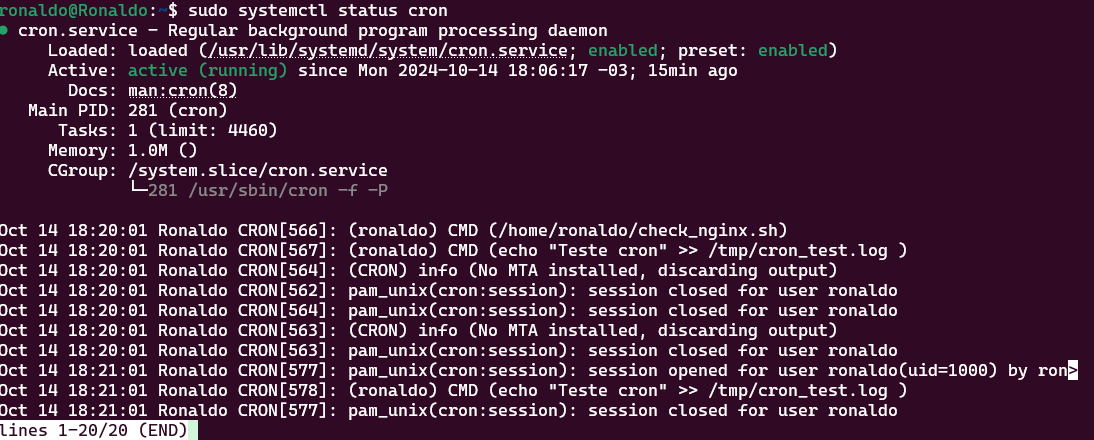 ronaldo@Ronaldo:~$ sudo systemctl status cron
● cron.service - Regular background program processing daemon
     Loaded: loaded (/usr/lib/systemd/system/cron.service; enabled; preset: enabled)
     Active: active (running) since Mon 2024-10-14 18:06:17 -03; 15min ago
       Docs: man:cron(8)
   Main PID: 281 (cron)
      Tasks: 1 (limit: 4460)
     Memory: 1.0M ()
     CGroup: /system.slice/cron.service
             └─281 /usr/sbin/cron -f -P

Oct 14 18:20:01 Ronaldo CRON[566]: (ronaldo) CMD (/home/ronaldo/check_nginx.sh)
Oct 14 18:20:01 Ronaldo CRON[567]: (ronaldo) CMD (echo "Teste cron" >> /tmp/cron_test.log )
Oct 14 18:20:01 Ronaldo CRON[564]: (CRON) info (No MTA installed, discarding output)
Oct 14 18:20:01 Ronaldo CRON[562]: pam_unix(cron:session): session closed for user ronaldo
Oct 14 18:20:01 Ronaldo CRON[564]: pam_unix(cron:session): session closed for user ronaldo
Oct 14 18:20:01 Ronaldo CRON[563]: (CRON) info (No MTA installed, discarding output)
Oct 14 18:20:01 Ronaldo CRON[563]: pam_unix(cron:session): session closed for user ronaldo
Oct 14 18:21:01 Ronaldo CRON[577]: pam_unix(cron:session): session opened for user ronaldo(uid=1000) by ron>
Oct 14 18:21:01 Ronaldo CRON[578]: (ronaldo) CMD (echo "Teste cron" >> /tmp/cron_test.log )
Oct 14 18:21:01 Ronaldo CRON[577]: pam_unix(cron:session): session closed for user ronaldo
lines 1-20/20 (END)